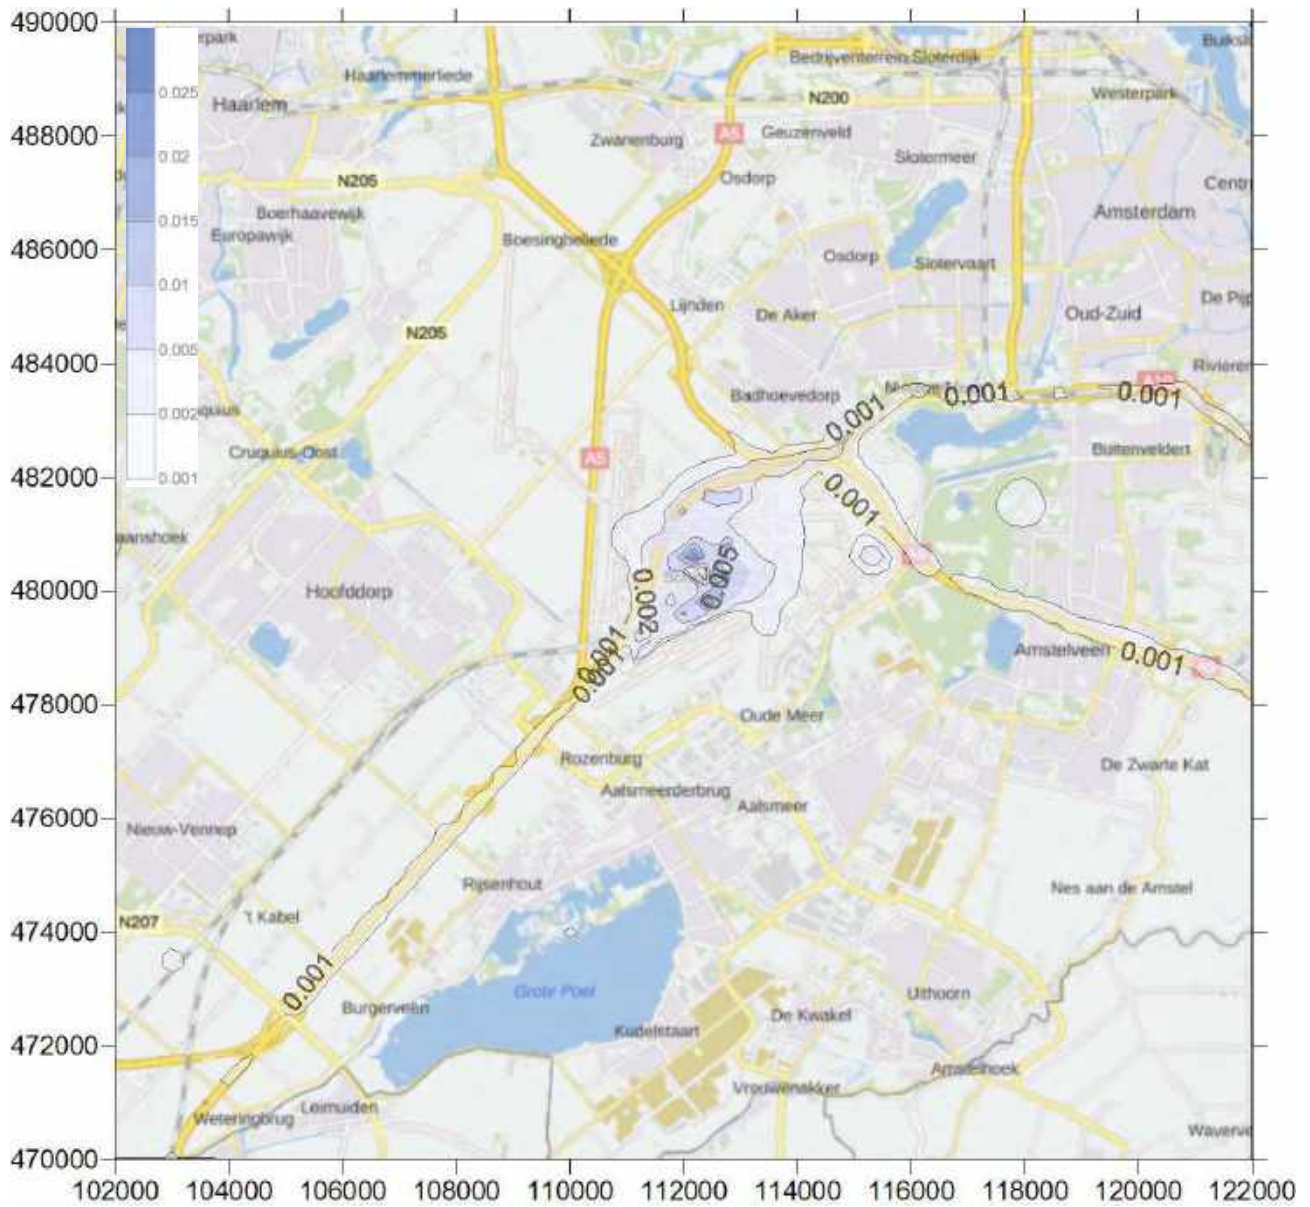 490000
488000
486000
484000
482000
480000
478000
476000
474000
472000
470000
102000 104000 106000 108000 110000 112000 114000 116000 118000 120000 122000
0.025
0.02
0.015
0.01
0.005
0.002
0.001
Haarlemmerliede
Bedrijventerrein Sloterdijk
Haarlem
N200
Westerpark
Zwanenburg
A5
Geuzenveld
Slotermeer
Osdorp
N205
Boerhaavewijk
Europawijk
Boesingheliede
Amsterdam
Osdorp
Slotervaart
Lijnden
De Aker
Oud-Zuid
De Pijp
N205
Badhoevedorp
0.001
0.001
0.001
Cruquius-Oost
A5
Buitenveldert
0.001
Hoofddorp
0.002
0.005
0.001
0.001
Amstelveen
0.001
Oude Meer
Rozenburg
De Zwarte Kat
Aalsmeerderbrug
Aalsmeer
Nieuw-Vennep
Rijsenhout
Nes aan de Amstel
N207
't Kabel
0.001
Burgerveen
Grote Poel
Uithoorn
De Kwakel
Kudelstaart
Amstelhoek
Vrouwenakker
Leimuiden
Weteringbrug